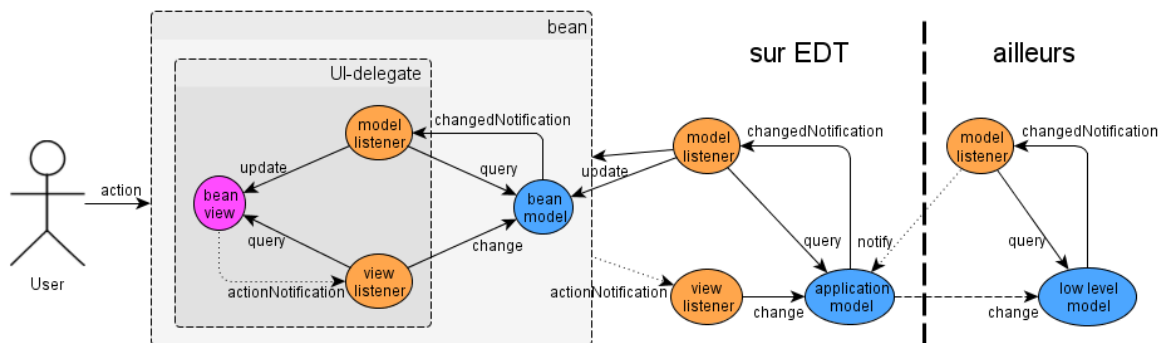 bean
sur EDT
ailleurs
UI-delegate
model
listener
changedNotification
model
listener
changedNotification
model
listener
changedNotification
action
update
query
update
bean
view
bean
model
query
change
query
notify
query
User
view
listener
actionNotification
actionNotification
view
listener
change
application
model
change
low level
model